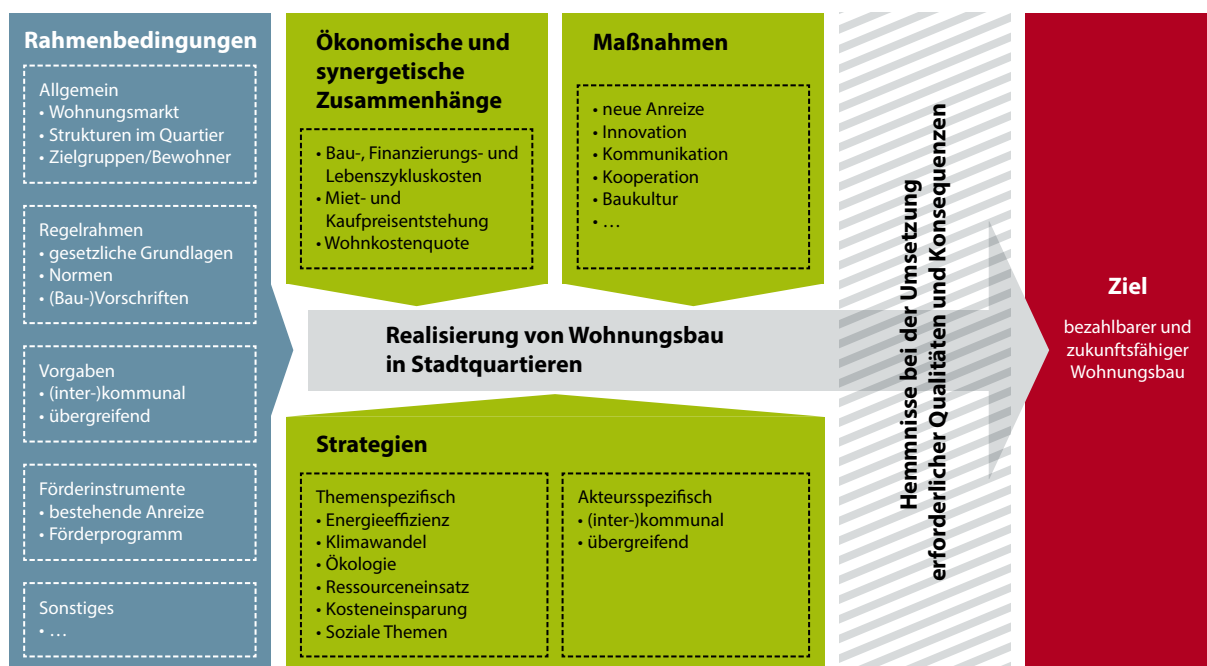 Rahmenbedingungen
Allgemein
• Wohnungsmarkt
• Strukturen im Quartier
• Zielgruppen/Bewohner
Regelrahmen
• gesetzliche Grundlagen
• Normen
• (Bau-)Vorschriften
Vorgaben
• (inter-)kommunal
• übergreifend
Förderinstrumente
• bestehende Anreize
• Förderprogramm
Sonstiges
• …
Ökonomische und
synergetische
Zusammenhänge
• Bau-, Finanzierungs- und
Lebenszykluskosten
• Miet- und
Kaufpreisentstehung
• Wohnkostenquote
Maßnahmen
• neue Anreize
• Innovation
• Kommunikation
• Kooperation
• Baukultur
• …
Realisierung von Wohnungsbau
in Stadtquartieren
Strategien
Themenspezifisch
• Energieeffizienz
• Klimawandel
• Ökologie
• Ressourceneinsatz
• Kosteneinsparung
• Soziale Themen
Akteursspezifisch
• (inter-)kommunal
• übergreifend
Hemmnisse bei der Umsetzung
erforderlicher Qualitäten und Konsequenzen
Ziel
bezahlbarer und
zukunftsfähiger
Wohnungsbau